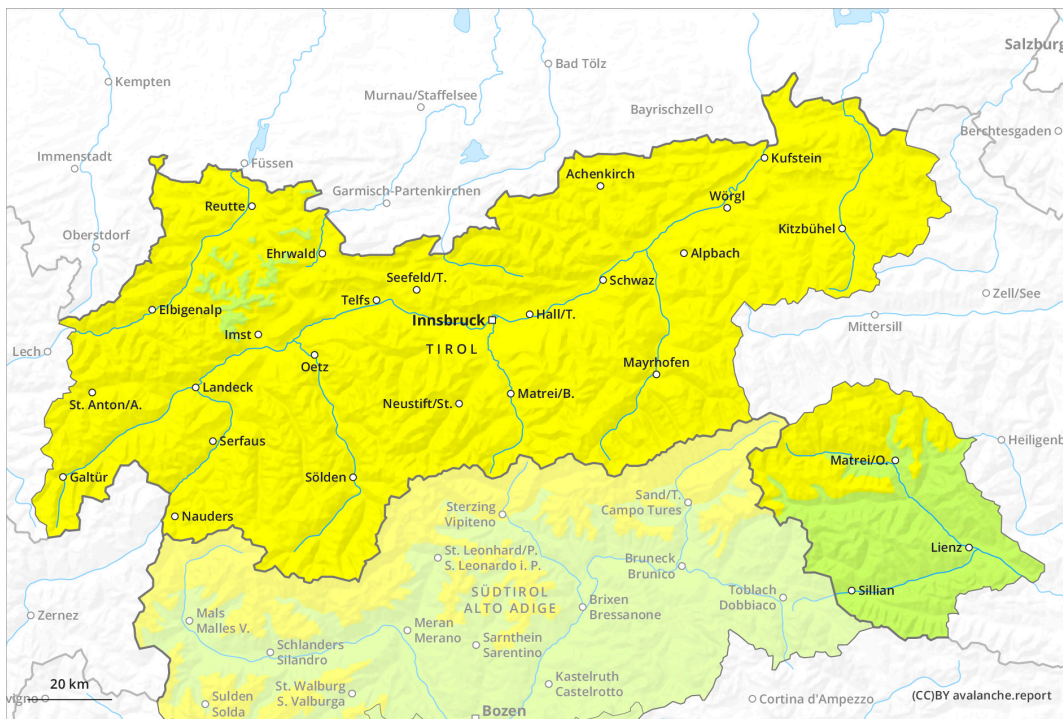 Salzburg
Bad Tölz
Kempten
Murnau/Staffelsee
Bayrischzell
Berchtesgaden
Immenstadt
Füssen
Kufstein
Achenkirch
Garmisch-Partenkirchen
Reutte
Wörgl
Oberstdorf
Kitzbühel
Ehrwald
Alpbach
Seefeld/T.
Schwaz
Zell/See
Telfs
Elbigenalp
Innsbruck
Hall/T.
Mittersill
Imst
Lech
TIROL
Oetz
Mayrhofen
Landeck
St. Anton/A.
Neustift/St.
Matrei/B.
Serfaus
Heiligenb
Matrei/O.
Galtür
Sölden
Sand/T.
Campo Tures
Sterzing
Vipiteno
Nauders
St. Leonhard/P.
S. Leonardo i. P.
Lienz
Bruneck
Brunico
SÜDTIROL
ALTO ADIGE
Toblach
Dobbiaco
Sillian
Brixen
Bressanone
Zernez
Mals
Malles V.
Meran
Merano
Schlanders
Silandro
Sarnthein
Sarentino
Kastelruth
Castelrotto
20 km
St. Walburg
S. Valburga
vigno
Sulden
Solda
Cortina d'Ampezzo
(CC)BY avalanche.report
Bozen